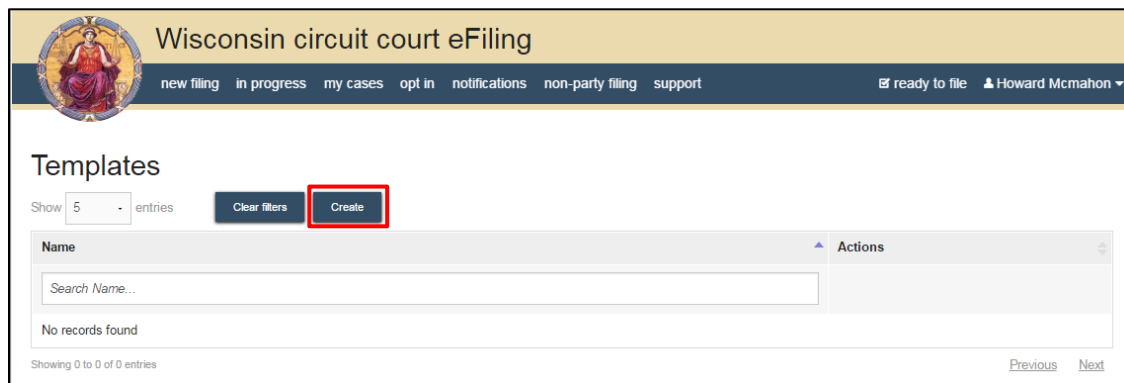 Wisconsin circuit court eFiling
new filing in progress my cases opt in notifications non-party filing support ready to file Howard Mcmahon
Templates
Show 5 entries Clear filters Create
Name Actions
Search Name...
No records found
Showing 0 to 0 of 0 entries Previous Next